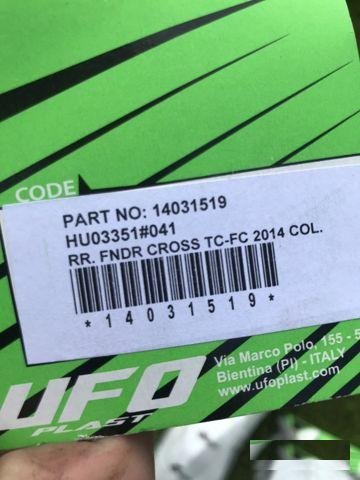 CODE
PART NO: 14031519
HU03351#041
RR. FNDR CROSS TC-FC 2014 COL.
*14031519*
UFO
PLAST
Via Marco Polo, 155 - 5
Bientina (PI) - ITALY
www.ufoplast.com